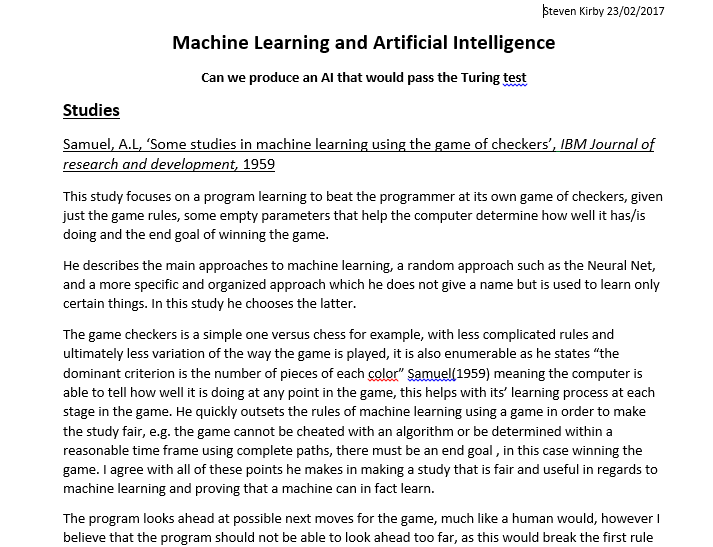 Steven Kirby 23/02/2017
Machine Learning and Artificial Intelligence
Can we produce an AI that would pass the Turing test
Studies
Samuel, A.L, ‘Some studies in machine learning using the game of checkers’, IBM Journal of
research and development, 1959
This study focuses on a program learning to beat the programmer at its own game of checkers, given
just the game rules, some empty parameters that help the computer determine how well it has/is
doing and the end goal of winning the game.
He describes the main approaches to machine learning, a random approach such as the Neural Net,
and a more specific and organized approach which he does not give a name but is used to learn only
certain things. In this study he chooses the latter.
The game checkers is a simple one versus chess for example, with less complicated rules and
ultimately less variation of the way the game is played, it is also enumerable as he states “the
dominant criterion is the number of pieces of each color” Samuel(1959) meaning the computer is
able to tell how well it is doing at any point in the game, this helps with its’ learning process at each
stage in the game. He quickly outsets the rules of machine learning using a game in order to make
the study fair, e.g. the game cannot be cheated with an algorithm or be determined within a
reasonable time frame using complete paths, there must be an end goal , in this case winning the
game. I agree with all of these points he makes in making a study that is fair and useful in regards to
machine learning and proving that a machine can in fact learn.
The program looks ahead at possible next moves for the game, much like a human would, however I
believe that the program should not be able to look ahead too far, as this would break the first rule